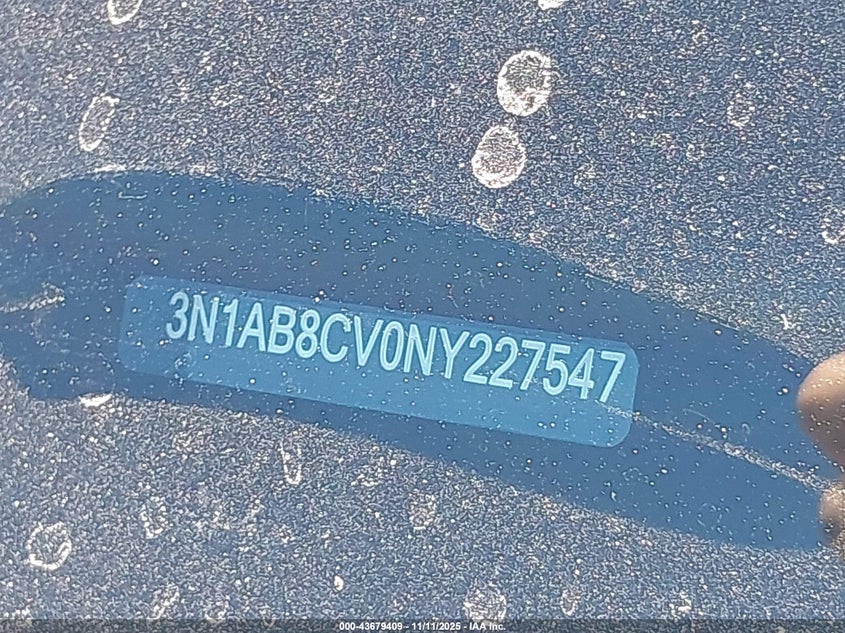 3N1AB8CV0NY227547
000-43679409 - 11/11/2025 - IAA Inc.